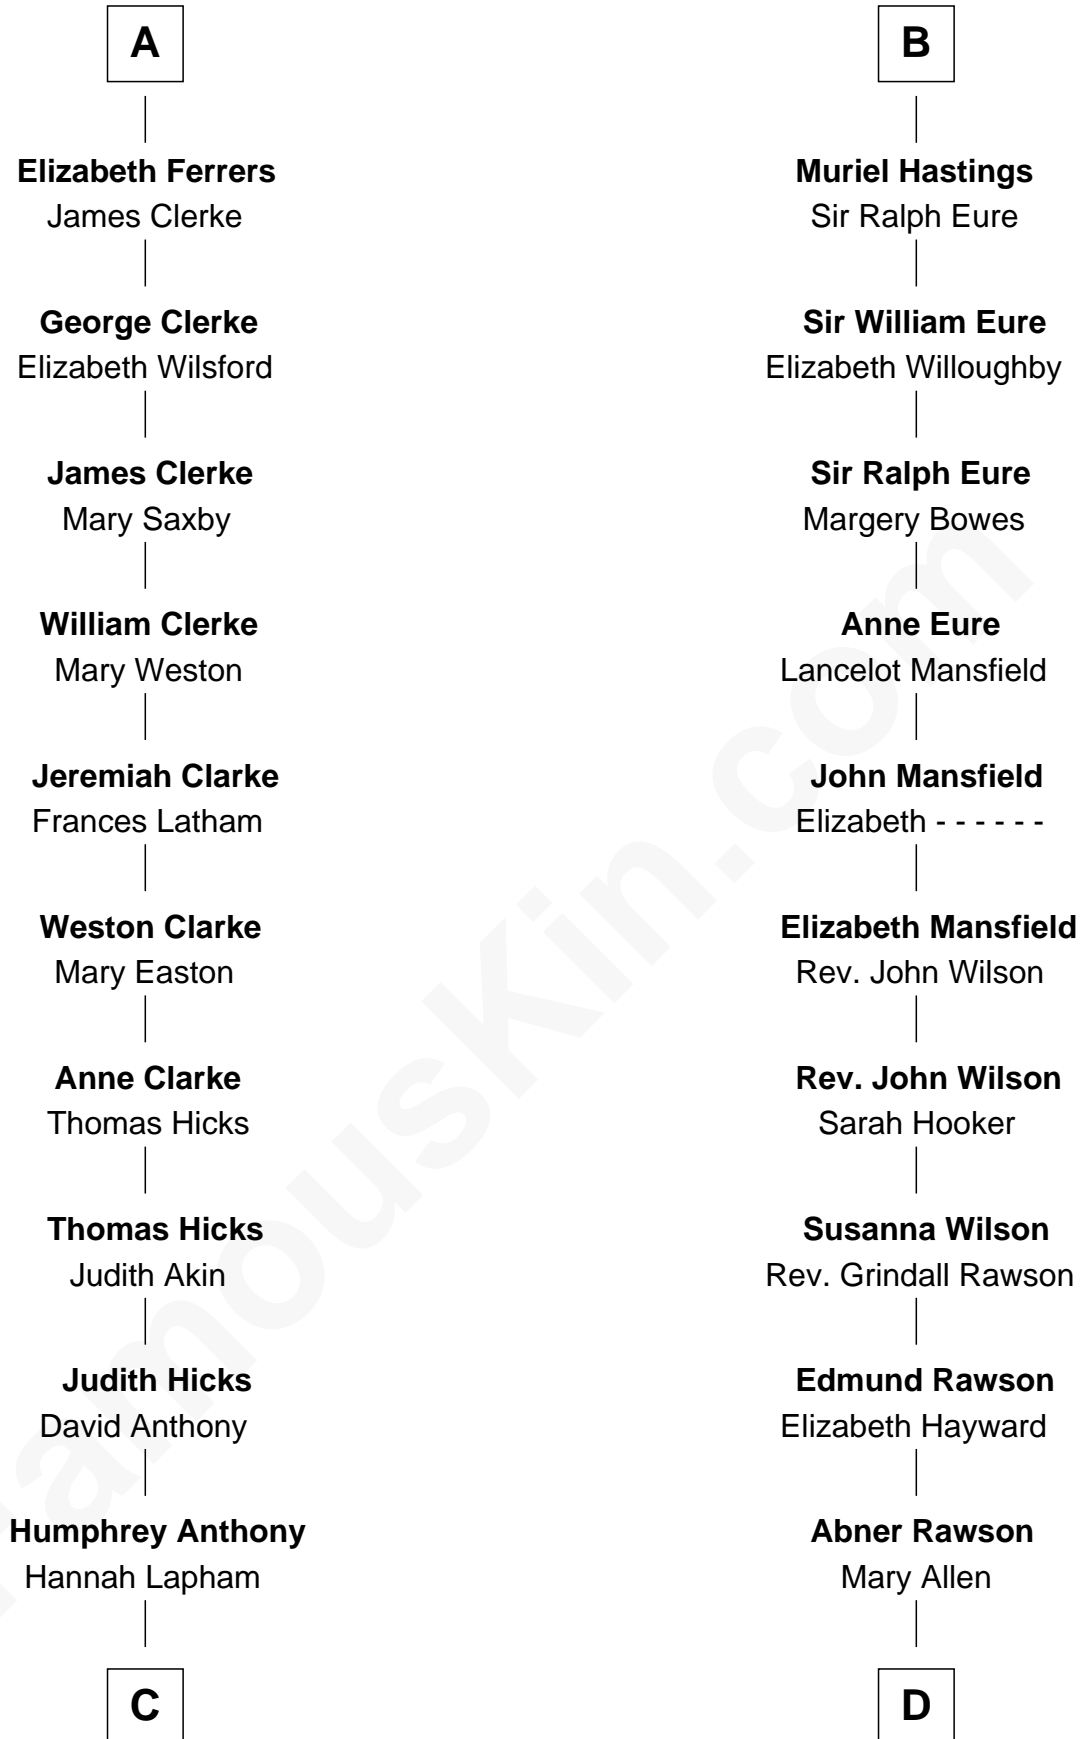 A
Elizabeth Ferrers
James Clerke
George Clerke
Elizabeth Wilsford
James Clerke
Mary Saxby
William Clerke
Mary Weston
Jeremiah Clarke
Frances Latham
Weston Clarke
Mary Easton
Anne Clarke
Thomas Hicks
Thomas Hicks
Judith Akin
Judith Hicks
David Anthony
Humphrey Anthony
Hannah Lapham
C
B
Muriel Hastings
Sir Ralph Eure
Sir William Eure
Elizabeth Willoughby
Sir Ralph Eure
Margery Bowes
Anne Eure
Lancelot Mansfield
John Mansfield
Elizabeth - - - - - -
Elizabeth Mansfield
Rev. John Wilson
Rev. John Wilson
Sarah Hooker
Susanna Wilson
Rev. Grindall Rawson
Edmund Rawson
Elizabeth Hayward
Abner Rawson
Mary Allen
D
FamousKin.com